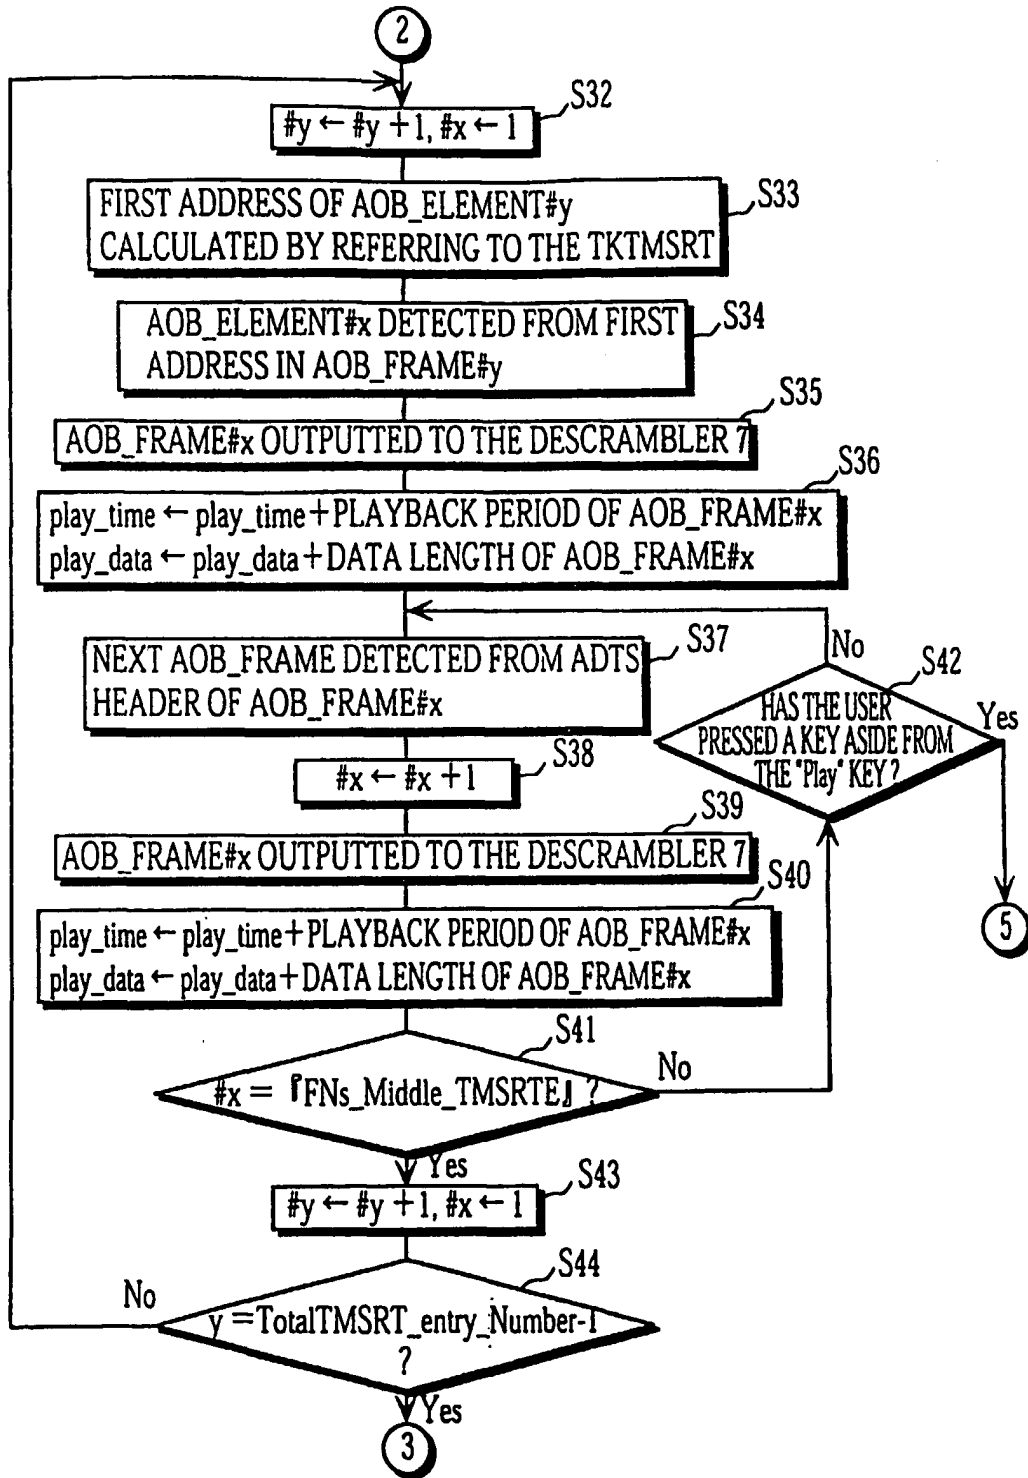 2
S32
#y ← #y + 1, #x ← 1
S33
FIRST ADDRESS OF AOB_ELEMENT#y
CALCULATED BY REFERRING TO THE TKTMSRT
S34
AOB_ELEMENT#x DETECTED FROM FIRST
ADDRESS IN AOB_FRAME#y
S35
AOB_FRAME#x OUTPUTTED TO THE DESCRAMBLER 7
S36
play_time ← play_time + PLAYBACK PERIOD OF AOB_FRAME#x
play_data ← play_data + DATA LENGTH OF AOB_FRAME#x
S37
NEXT AOB_FRAME DETECTED FROM ADTS
HEADER OF AOB_FRAME#x
No
S42
HAS THE USER
PRESSED A KEY ASIDE FROM
THE "Play" KEY ?
Yes
S38
#x ← #x + 1
S39
AOB_FRAME#x OUTPUTTED TO THE DESCRAMBLER 7
S40
play_time ← play_time + PLAYBACK PERIOD OF AOB_FRAME#x
play_data ← play_data + DATA LENGTH OF AOB_FRAME#x
5
S41
#x = 『FNs_Middle_TMSRTE』 ?
No
Yes
S43
#y ← #y + 1, #x ← 1
S44
No
y = TotalTMSRT_entry_Number-1
?
Yes
3